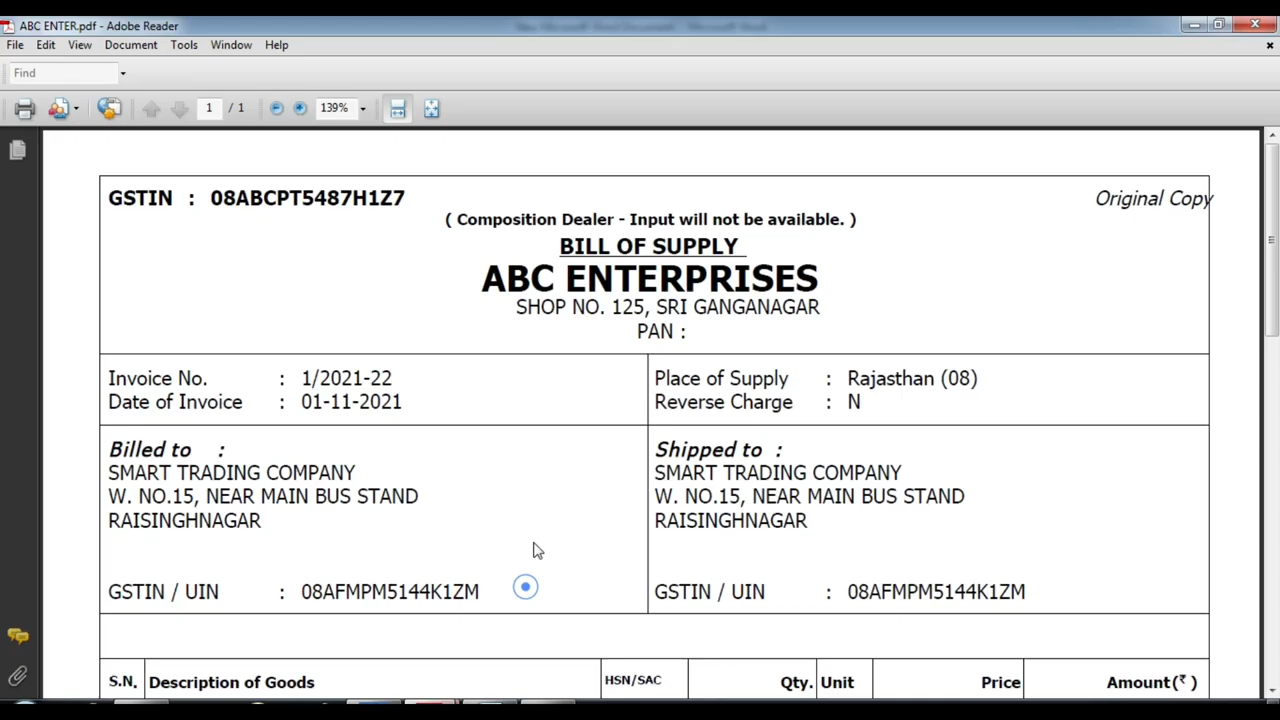 ABC ENTER.pdf - Adobe Reader
File Edit View Document Tools Window Help
Find
1 / 1 139%
GSTIN : 08ABCPT5487H1Z7
Original Copy
( Composition Dealer - Input will not be available. )
BILL OF SUPPLY
ABC ENTERPRISES
SHOP NO. 125, SRI GANGANAGAR
PAN :
Invoice No. : 1/2021-22
Date of Invoice : 01-11-2021
Place of Supply : Rajasthan (08)
Reverse Charge : N
Billed to :
SMART TRADING COMPANY
W. NO.15, NEAR MAIN BUS STAND
RAISINGHNAGAR
GSTIN / UIN : 08AFMPM5144K1ZM
Shipped to :
SMART TRADING COMPANY
W. NO.15, NEAR MAIN BUS STAND
RAISINGHNAGAR
GSTIN / UIN : 08AFMPM5144K1ZM
S.N. Description of Goods HSN/SAC Qty. Unit Price Amount(₹ )